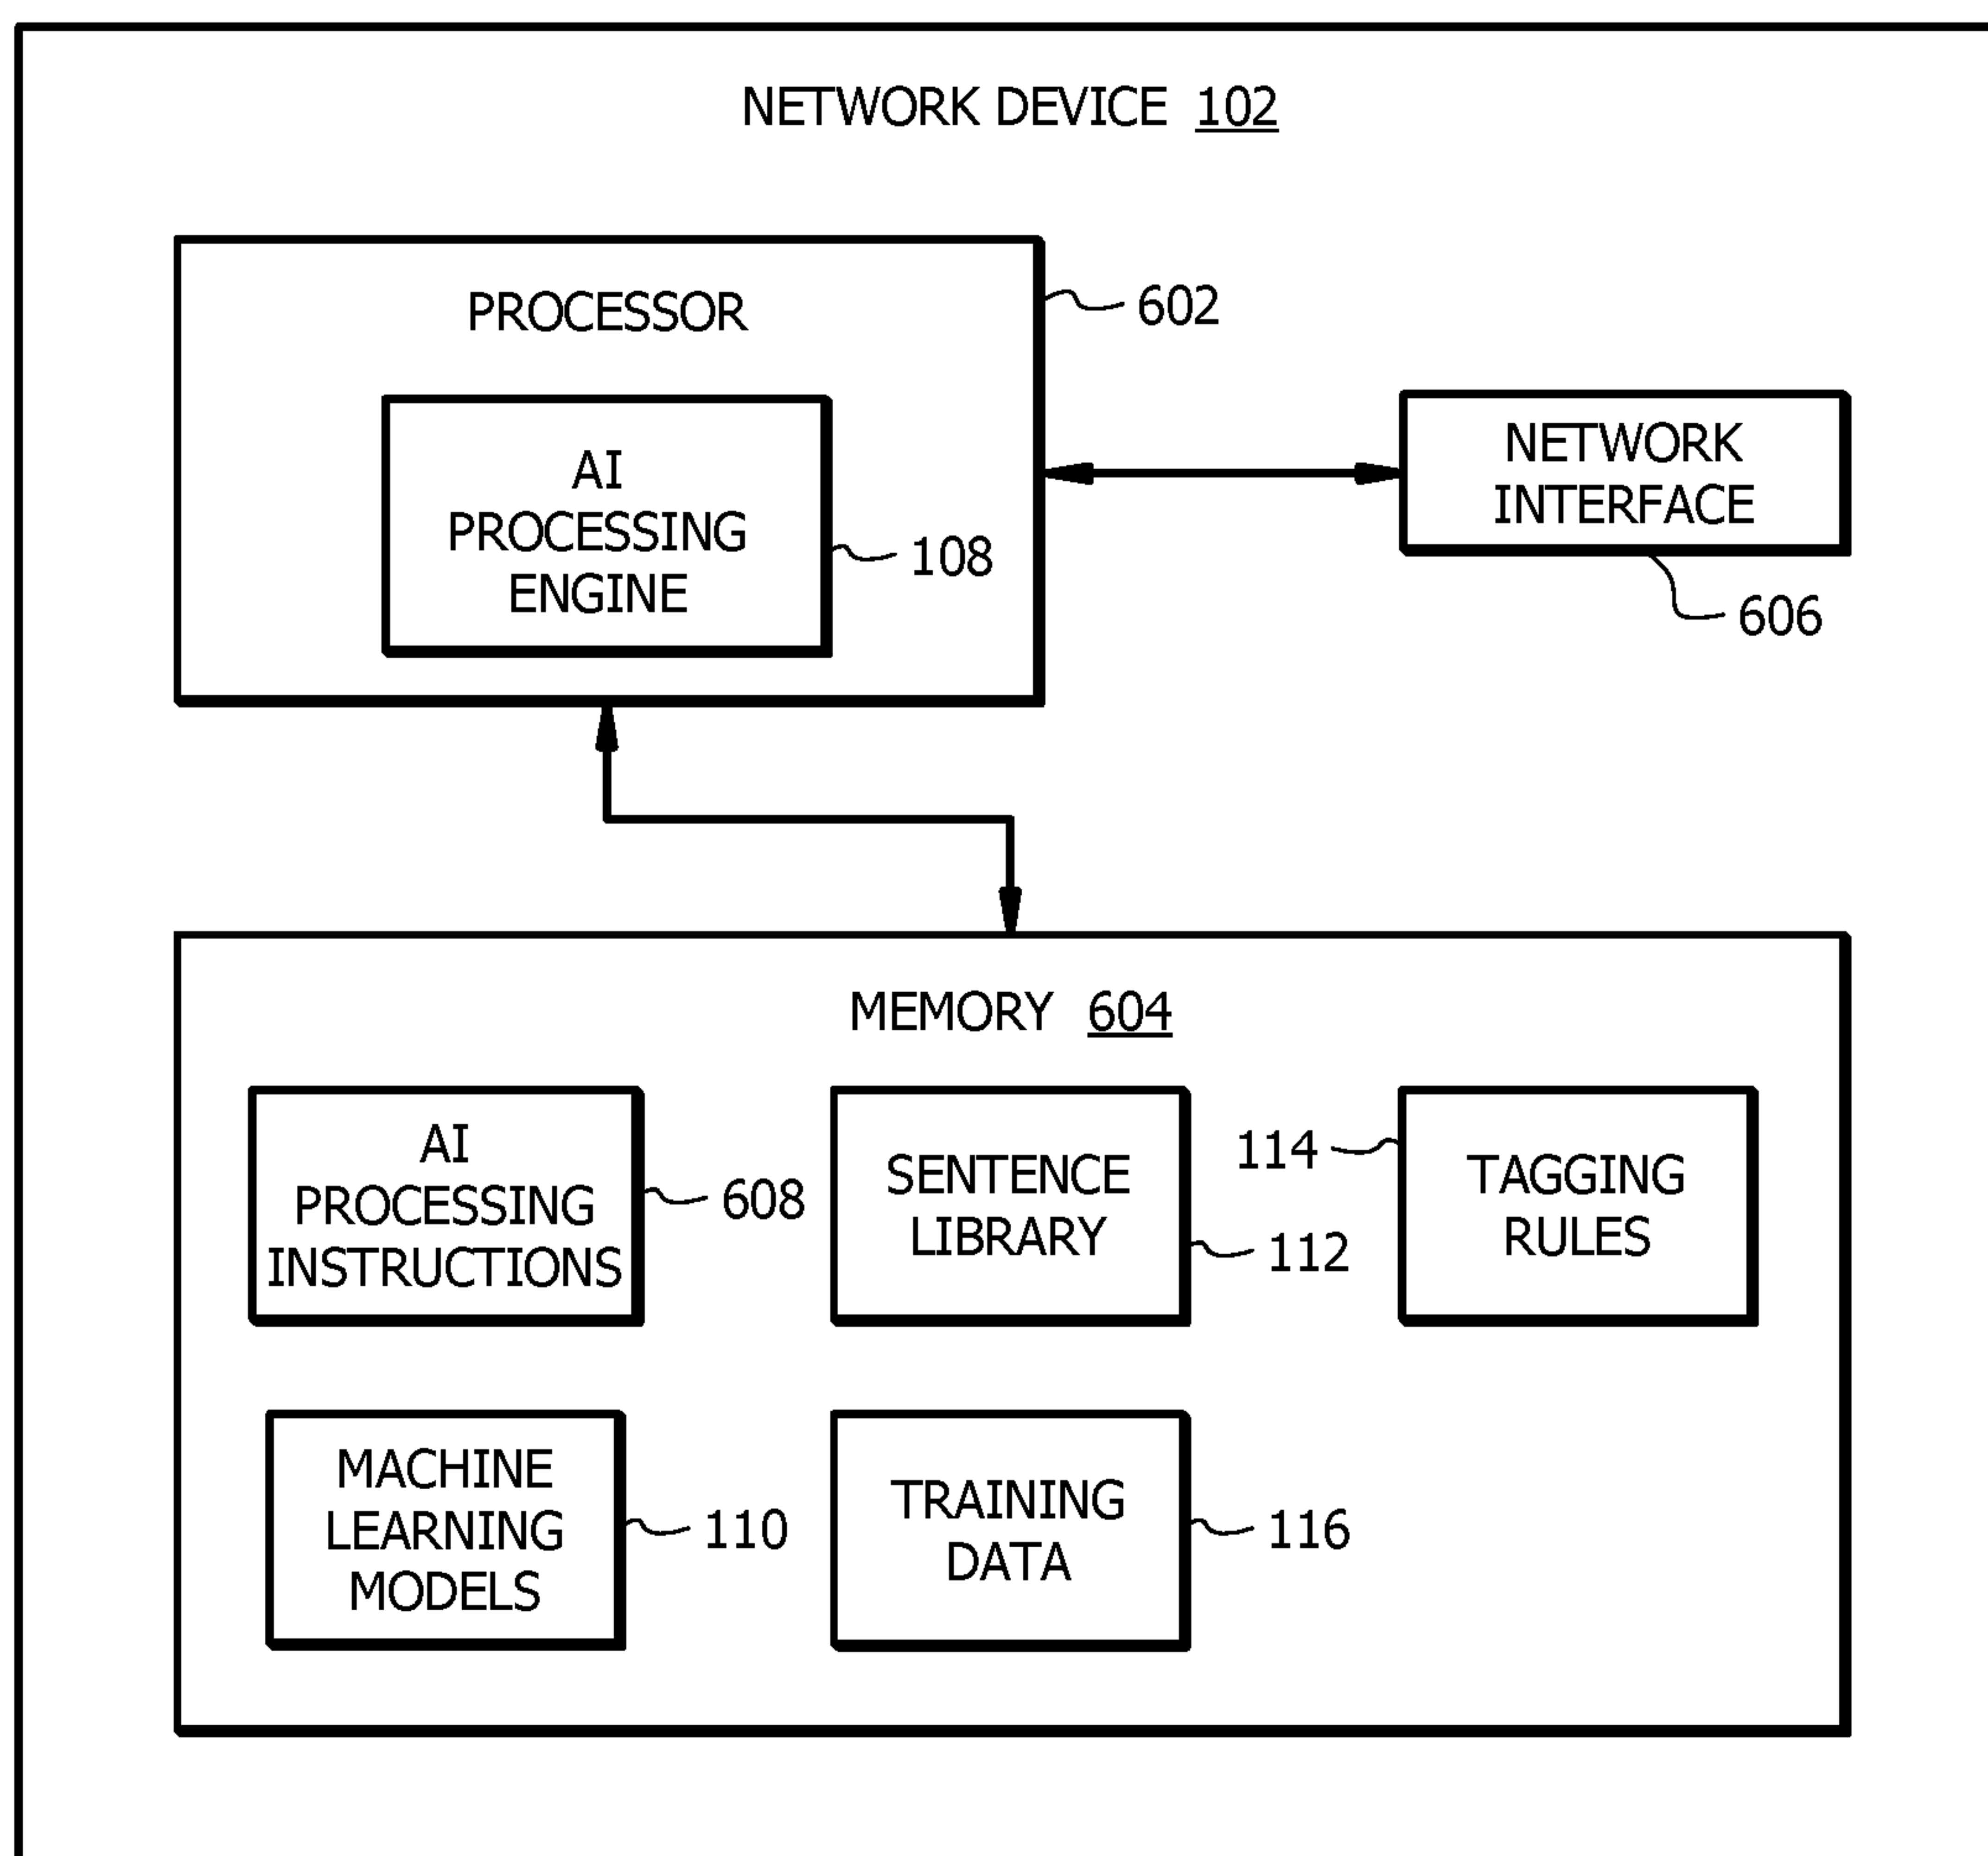 NETWORK DEVICE 102
PROCESSOR
602
AI
PROCESSING
ENGINE
108
NETWORK
INTERFACE
606
MEMORY 604
AI
PROCESSING
INSTRUCTIONS
608
SENTENCE
LIBRARY
112
114
TAGGING
RULES
MACHINE
LEARNING
MODELS
110
TRAINING
DATA
116